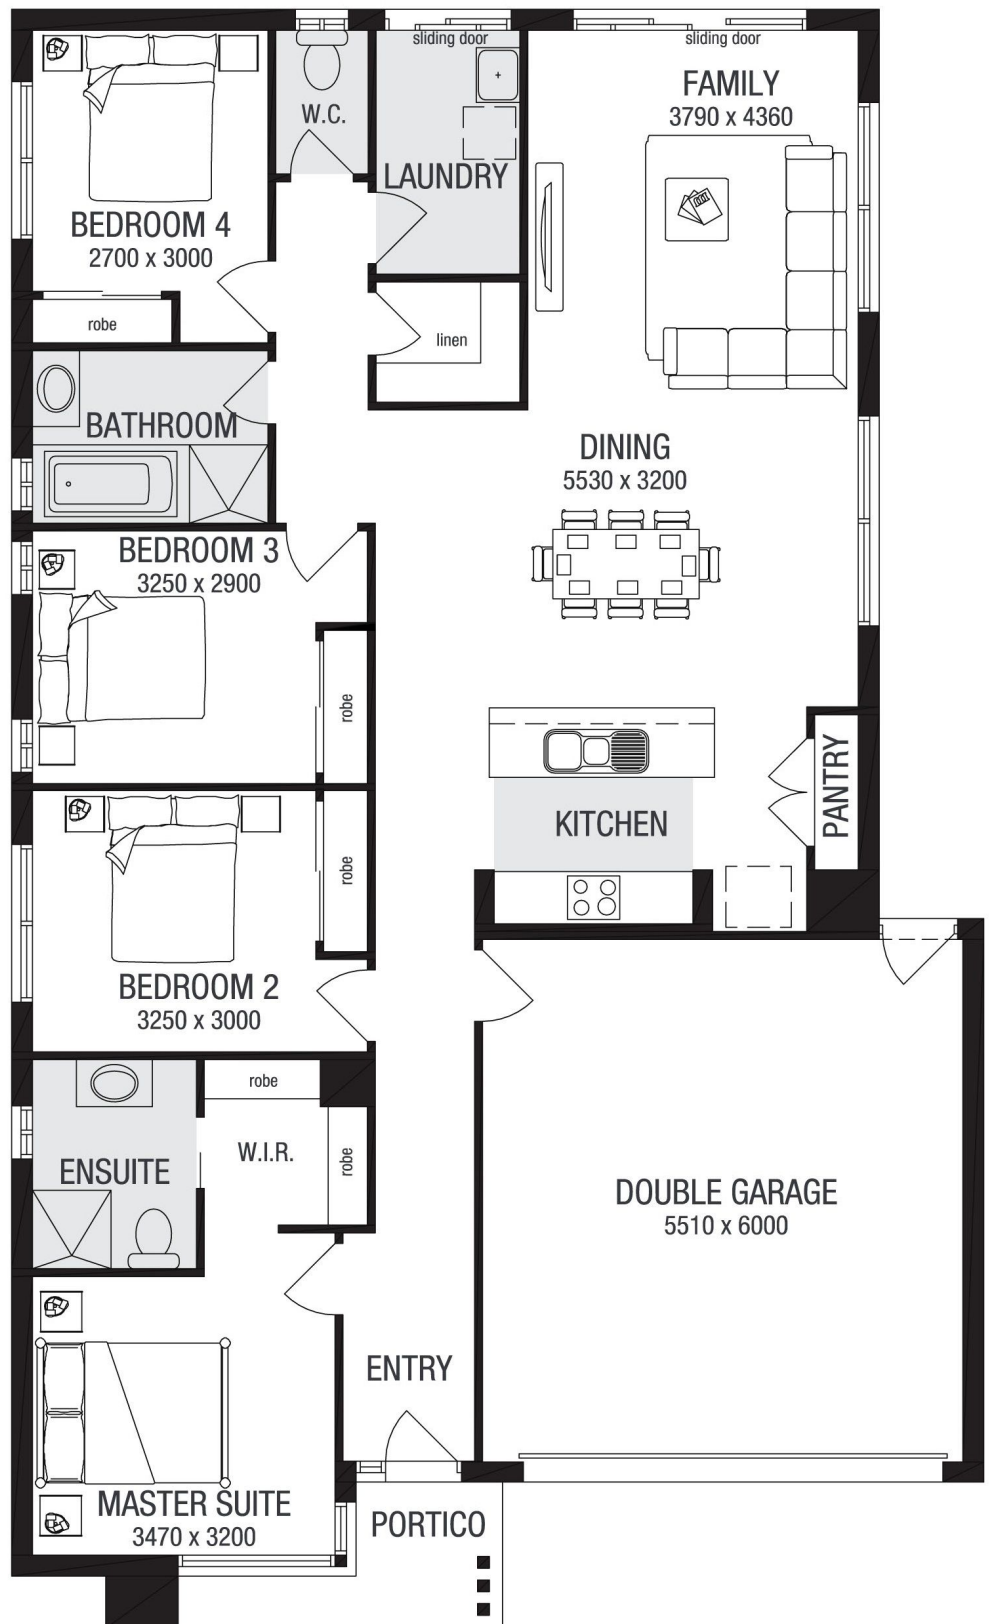 sliding door
sliding door
W.C.
FAMILY
3790 x 4360
LAUNDRY
BEDROOM 4
2700 x 3000
robe
linen
BATHROOM
DINING
5530 x 3200
BEDROOM 3
3250 x 2900
robe
KITCHEN
PANTRY
robe
BEDROOM 2
3250 x 3000
robe
W.I.R.
robe
ENSUITE
DOUBLE GARAGE
5510 x 6000
ENTRY
MASTER SUITE
3470 x 3200
PORTICO